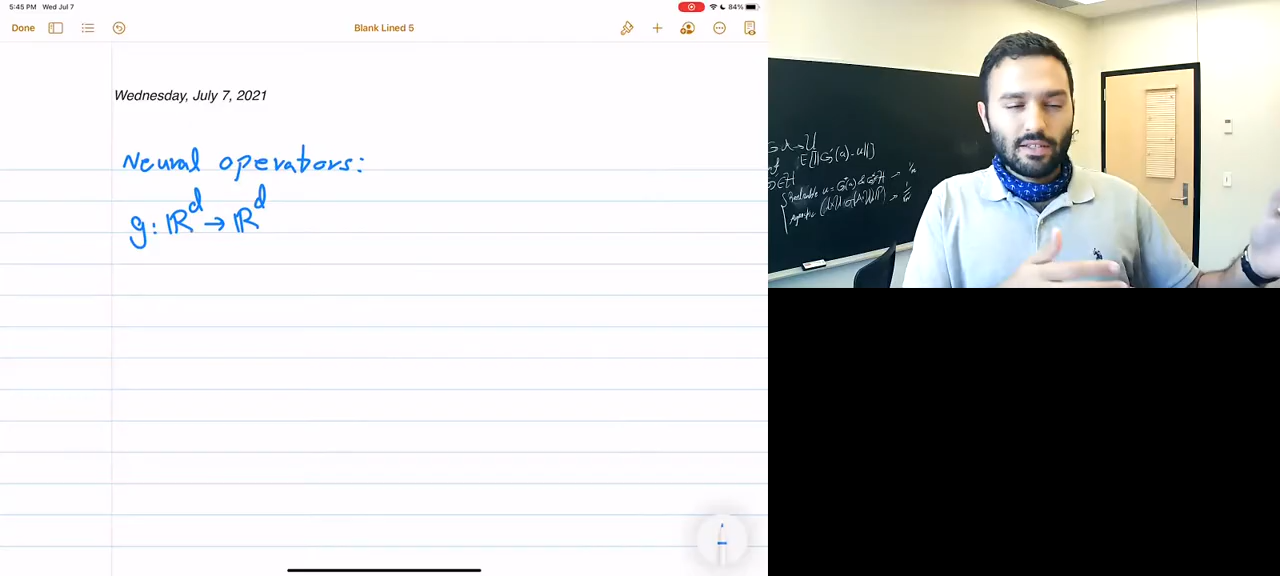 5:45 PM Wed Jul 7
84%
Done
Blank Lined 5
Wednesday, July 7, 2021
Neural operators:
g: ℝ^d → ℝ^d
E[||G(a) - u||]